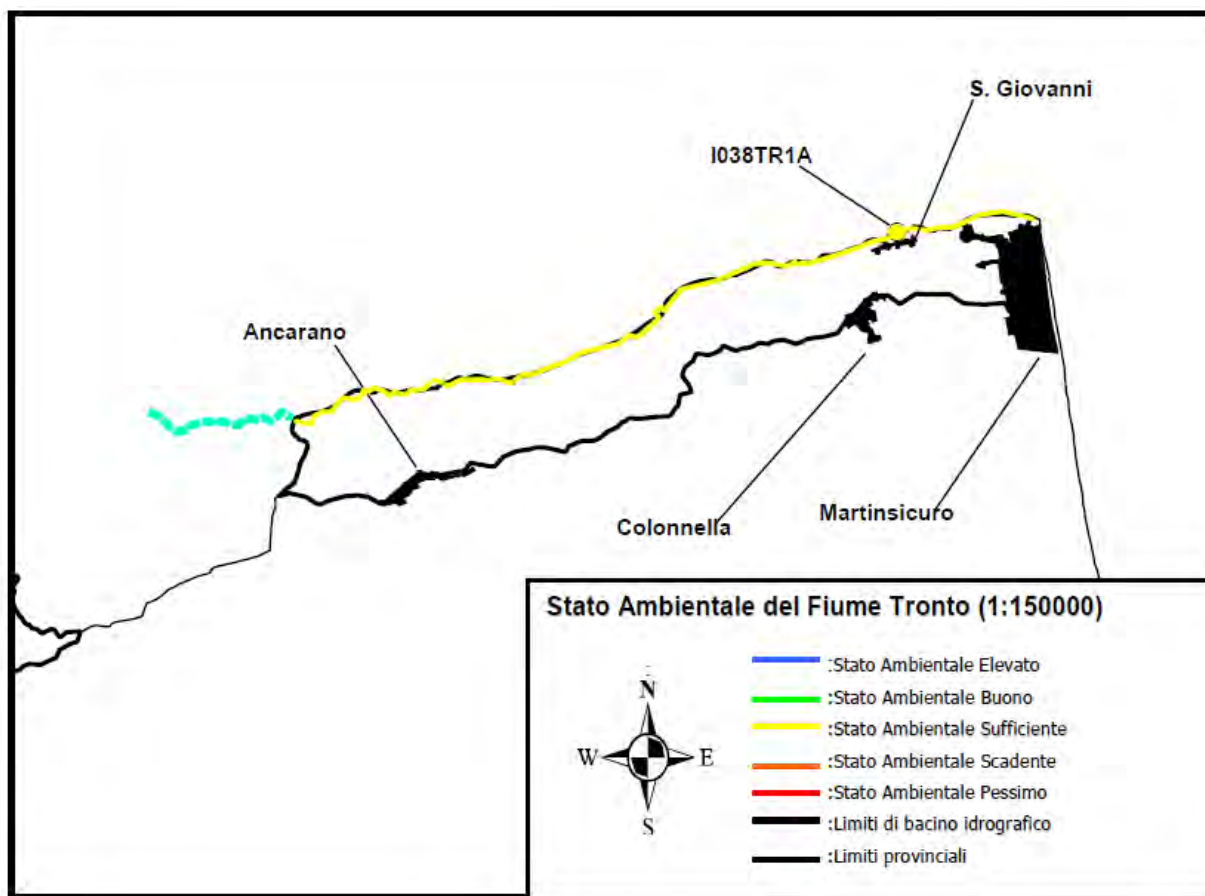 S. Giovanni
I038TR1A
Ancarano
Colonnella
Martinsicuro
Stato Ambientale del Fiume Tronto (1:150000)
N
W
E
S
:Stato Ambientale Elevato
:Stato Ambientale Buono
:Stato Ambientale Sufficiente
:Stato Ambientale Scadente
:Stato Ambientale Pessimo
:Limiti di bacino idrografico
:Limiti provinciali